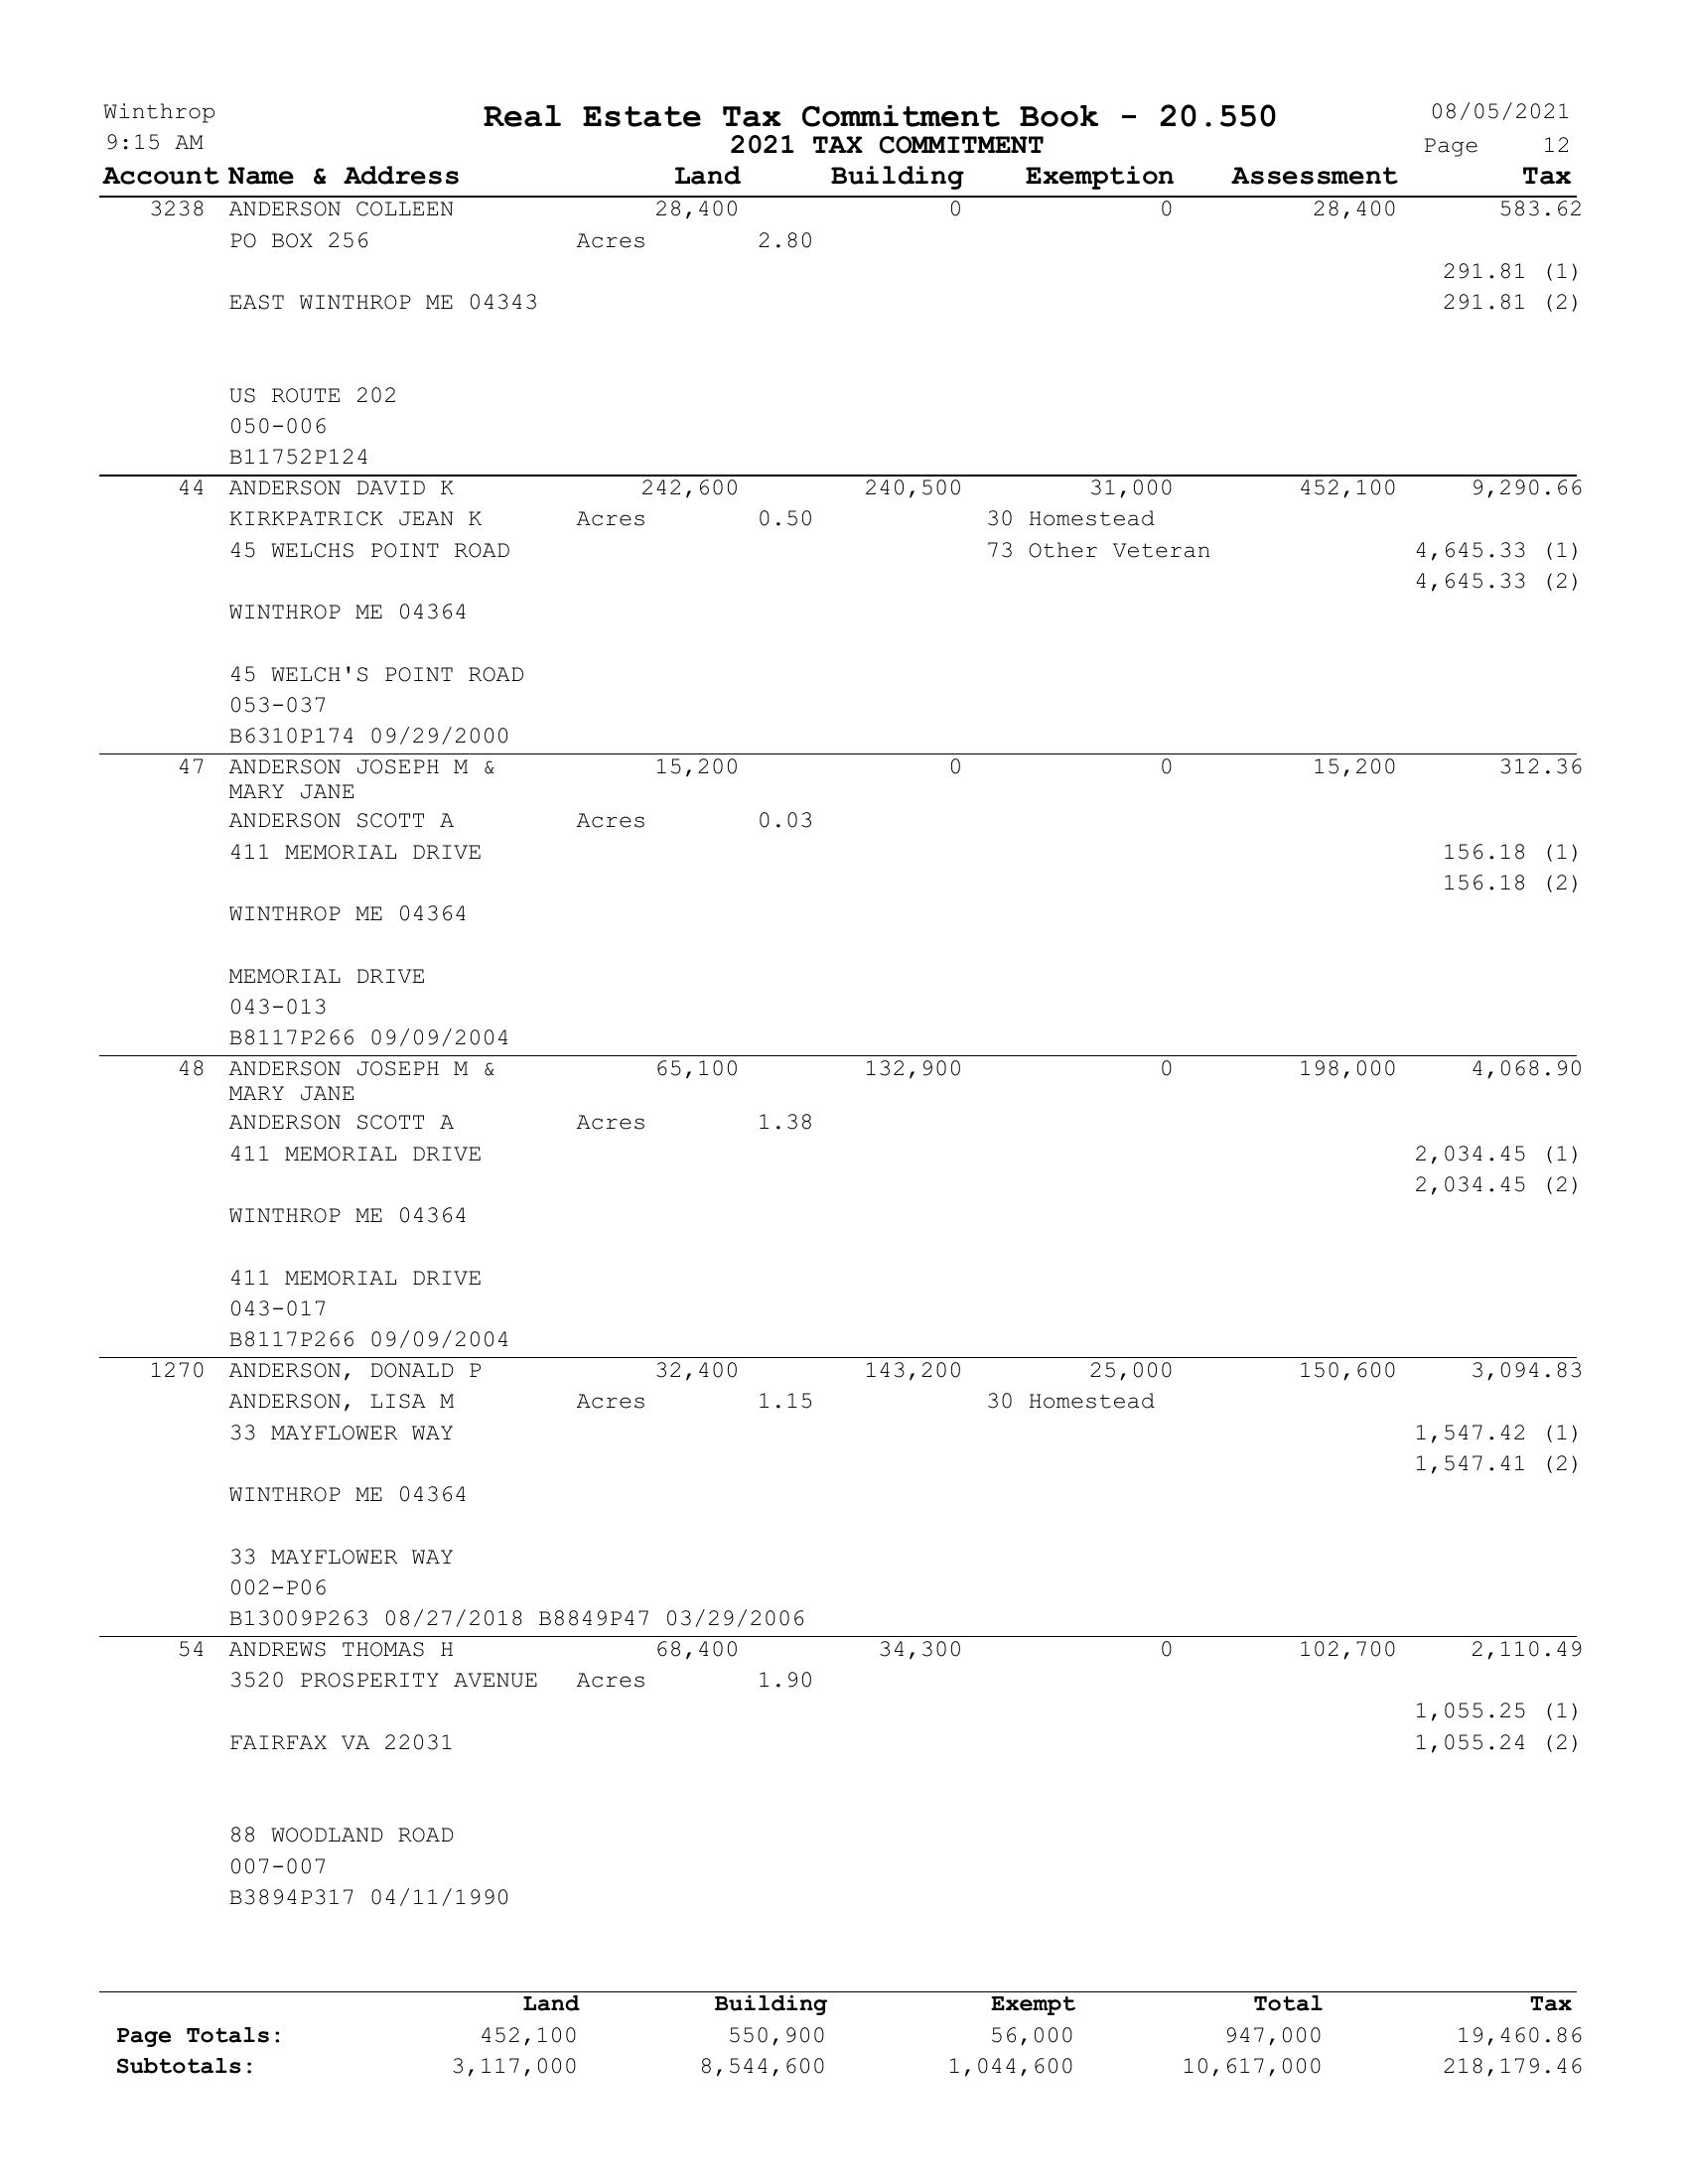 Winthrop Real Estate Tax Commitment Book - 20.550 08/05/2021
9:15 AM 2021 TAX COMMITMENT Page 12
Account Name & Address Land Building Exemption Assessment Tax
3238 ANDERSON COLLEEN 28,400 0 0 28,400 583.62
PO BOX 256 Acres 2.80
291.81 (1)
EAST WINTHROP ME 04343 291.81 (2)
US ROUTE 202
050-006
B11752P124
44 ANDERSON DAVID K 242,600 240,500 31,000 452,100 9,290.66
KIRKPATRICK JEAN K Acres 0.50 30 Homestead
45 WELCHS POINT ROAD 73 Other Veteran 4,645.33 (1)
4,645.33 (2)
WINTHROP ME 04364
45 WELCH'S POINT ROAD
053-037
B6310P174 09/29/2000
47 ANDERSON JOSEPH M & 15,200 0 0 15,200 312.36
MARY JANE
ANDERSON SCOTT A Acres 0.03
411 MEMORIAL DRIVE 156.18 (1)
156.18 (2)
WINTHROP ME 04364
MEMORIAL DRIVE
043-013
B8117P266 09/09/2004
48 ANDERSON JOSEPH M & 65,100 132,900 0 198,000 4,068.90
MARY JANE
ANDERSON SCOTT A Acres 1.38
411 MEMORIAL DRIVE 2,034.45 (1)
2,034.45 (2)
WINTHROP ME 04364
411 MEMORIAL DRIVE
043-017
B8117P266 09/09/2004
1270 ANDERSON, DONALD P 32,400 143,200 25,000 150,600 3,094.83
ANDERSON, LISA M Acres 1.15 30 Homestead
33 MAYFLOWER WAY 1,547.42 (1)
1,547.41 (2)
WINTHROP ME 04364
33 MAYFLOWER WAY
002-P06
B13009P263 08/27/2018 B8849P47 03/29/2006
54 ANDREWS THOMAS H 68,400 34,300 0 102,700 2,110.49
3520 PROSPERITY AVENUE Acres 1.90
1,055.25 (1)
FAIRFAX VA 22031 1,055.24 (2)
88 WOODLAND ROAD
007-007
B3894P317 04/11/1990
Land Building Exempt Total Tax
Page Totals: 452,100 550,900 56,000 947,000 19,460.86
Subtotals: 3,117,000 8,544,600 1,044,600 10,617,000 218,179.46